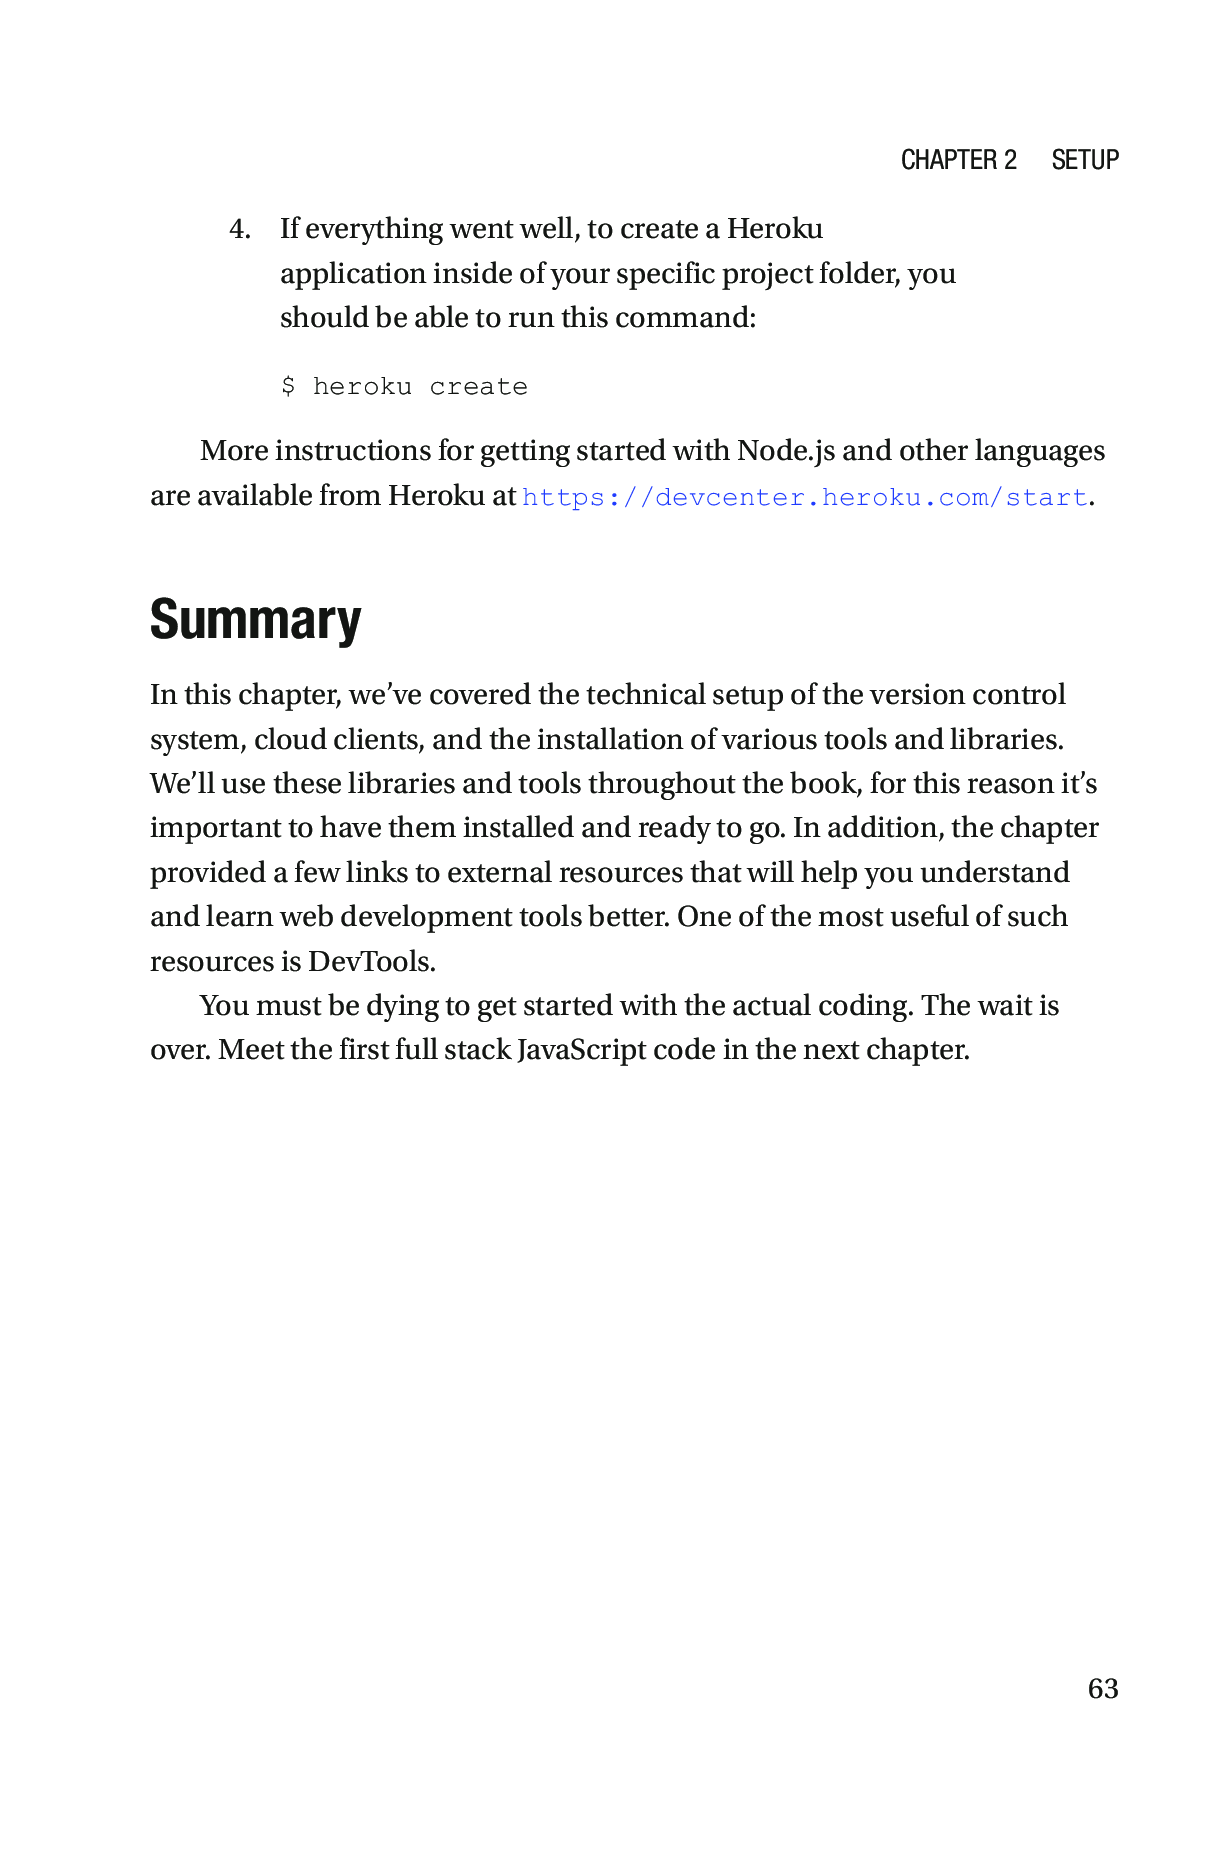 CHAPTER 2 SETUP
4. If everything went well, to create a Heroku
application inside of your specific project folder, you
should be able to run this command:
$ heroku create
More instructions for getting started with Node.js and other languages
are available from Heroku at https://devcenter.heroku.com/start.
Summary
In this chapter, we’ve covered the technical setup of the version control
system, cloud clients, and the installation of various tools and libraries.
We’ll use these libraries and tools throughout the book, for this reason it’s
important to have them installed and ready to go. In addition, the chapter
provided a few links to external resources that will help you understand
and learn web development tools better. One of the most useful of such
resources is DevTools.
You must be dying to get started with the actual coding. The wait is
over. Meet the first full stack JavaScript code in the next chapter.
63